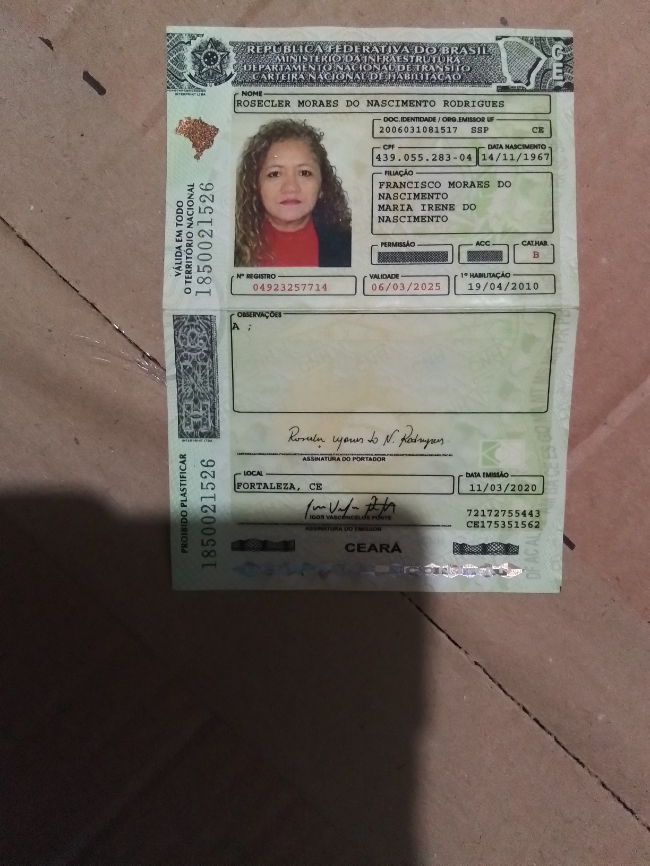 REPÚBLICA FEDERATIVA DO BRASIL
MINISTÉRIO DA INFRAESTRUTURA
DEPARTAMENTO NACIONAL DE TRÂNSITO
CARTEIRA NACIONAL DE HABILITAÇÃO
NOME
ROSECLER MORAES DO NASCIMENTO RODRIGUES
DOC. IDENTIDADE / ORG. EMISSOR UF
2006031081517 SSP CE
CPF
439.055.283-04
DATA NASCIMENTO
14/11/1967
FILIAÇÃO
FRANCISCO MORAES DO
NASCIMENTO
MARIA IRENE DO
NASCIMENTO
PERMISSÃO
ACC
CAT.HAB.
B
Nº REGISTRO
04923257714
VALIDADE
06/03/2025
1ª HABILITAÇÃO
19/04/2010
VÁLIDA EM TODO
O TERRITÓRIO NACIONAL
1850021526
OBSERVAÇÕES
A ;
ASSINATURA DO PORTADOR
LOCAL
FORTALEZA, CE
DATA EMISSÃO
11/03/2020
IGOR VASCONCELOS PONTE
ASSINATURA DO EMISSOR
72172755443
CE175351562
PROIBIDO PLASTIFICAR
1850021526
CEARÁ